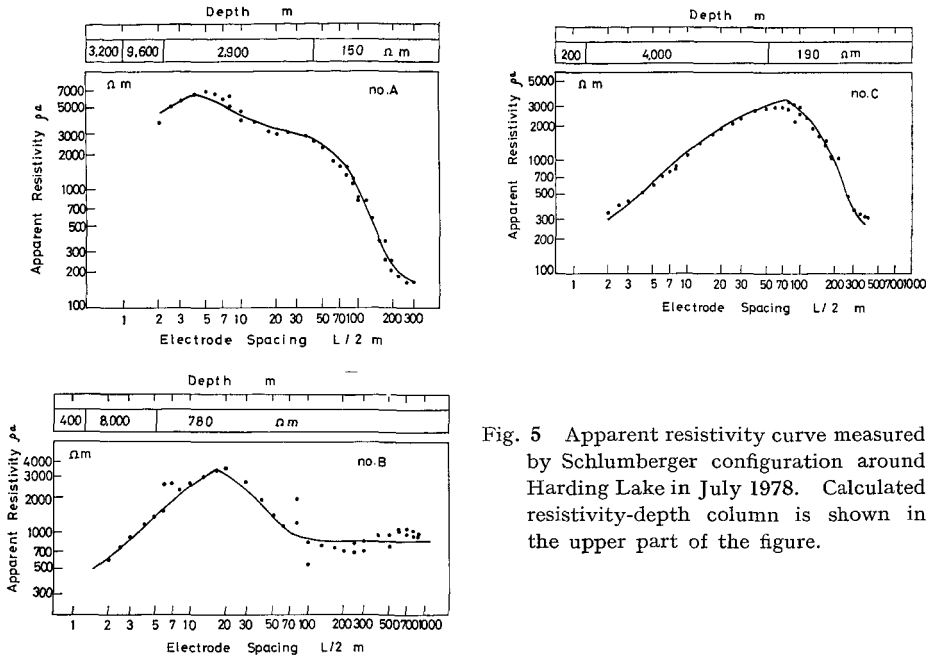 Depth m
3,200 9,600 2,900 150 Ω m
Ω m
no.A
7000
5000
3000
2000
1000
700
500
300
200
100
Apparent Resistivity ρa
1 2 3 5 7 10 20 30 50 70 100 200 300
Electrode Spacing L/2 m
Depth m
200 4,000 190 Ωm
Ω m
no.C
5000
3000
2000
1000
700
500
300
200
100
Apparent Resistivity ρa
1 2 3 5 7 10 20 30 50 70 100 200 300 500 700 1000
Electrode Spacing L/2 m
Depth m
400 8,000 780 Ωm
Ωm
no.B
4000
3000
2000
1000
700
500
300
Apparent Resistivity ρa
1 2 3 5 7 10 20 30 50 70 100 200 300 500 700 1000
Electrode Spacing L/2 m
Fig. 5 Apparent resistivity curve measured
by Schlumberger configuration around
Harding Lake in July 1978. Calculated
resistivity-depth column is shown in
the upper part of the figure.